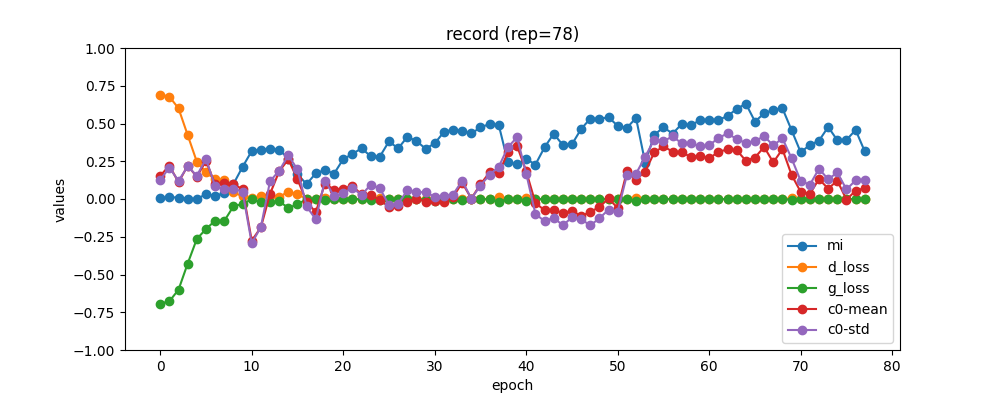 record (rep=78)
1.00
0.75
0.50
0.25
0.00
−0.25
−0.50
−0.75
−1.00
values
0 10 20 30 40 50 60 70 80
epoch
mi
d_loss
g_loss
c0-mean
c0-std